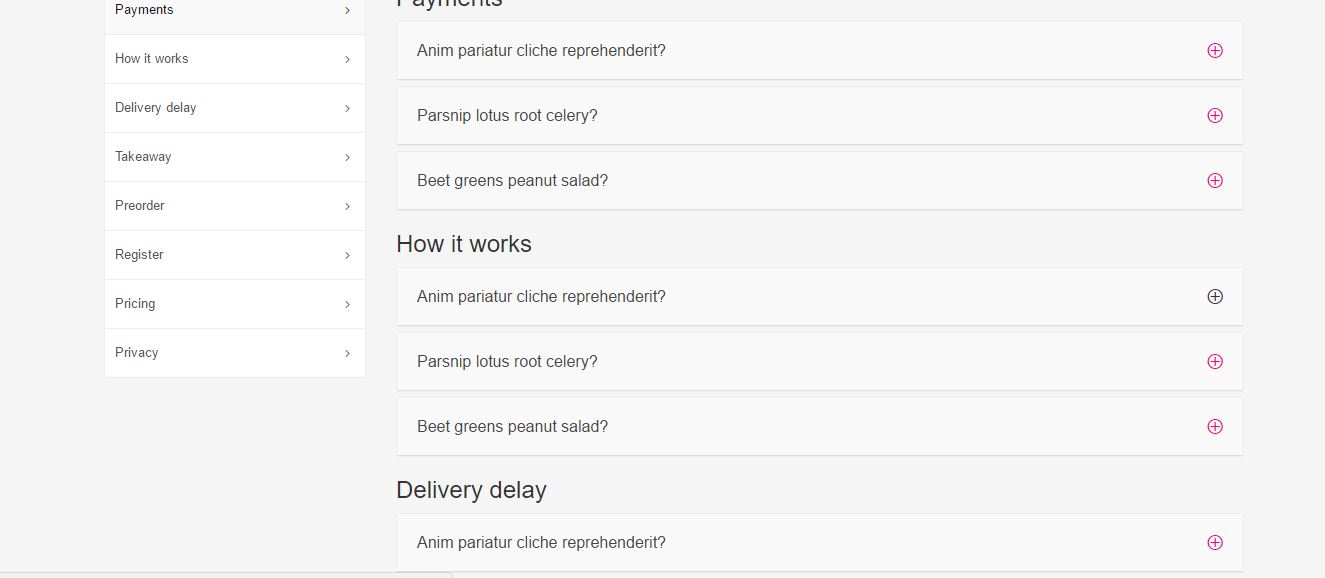 Payments
How it works
Delivery delay
Takeaway
Preorder
Register
Pricing
Privacy
Payments
Anim pariatur cliche reprehenderit?
Parsnip lotus root celery?
Beet greens peanut salad?
How it works
Anim pariatur cliche reprehenderit?
Parsnip lotus root celery?
Beet greens peanut salad?
Delivery delay
Anim pariatur cliche reprehenderit?